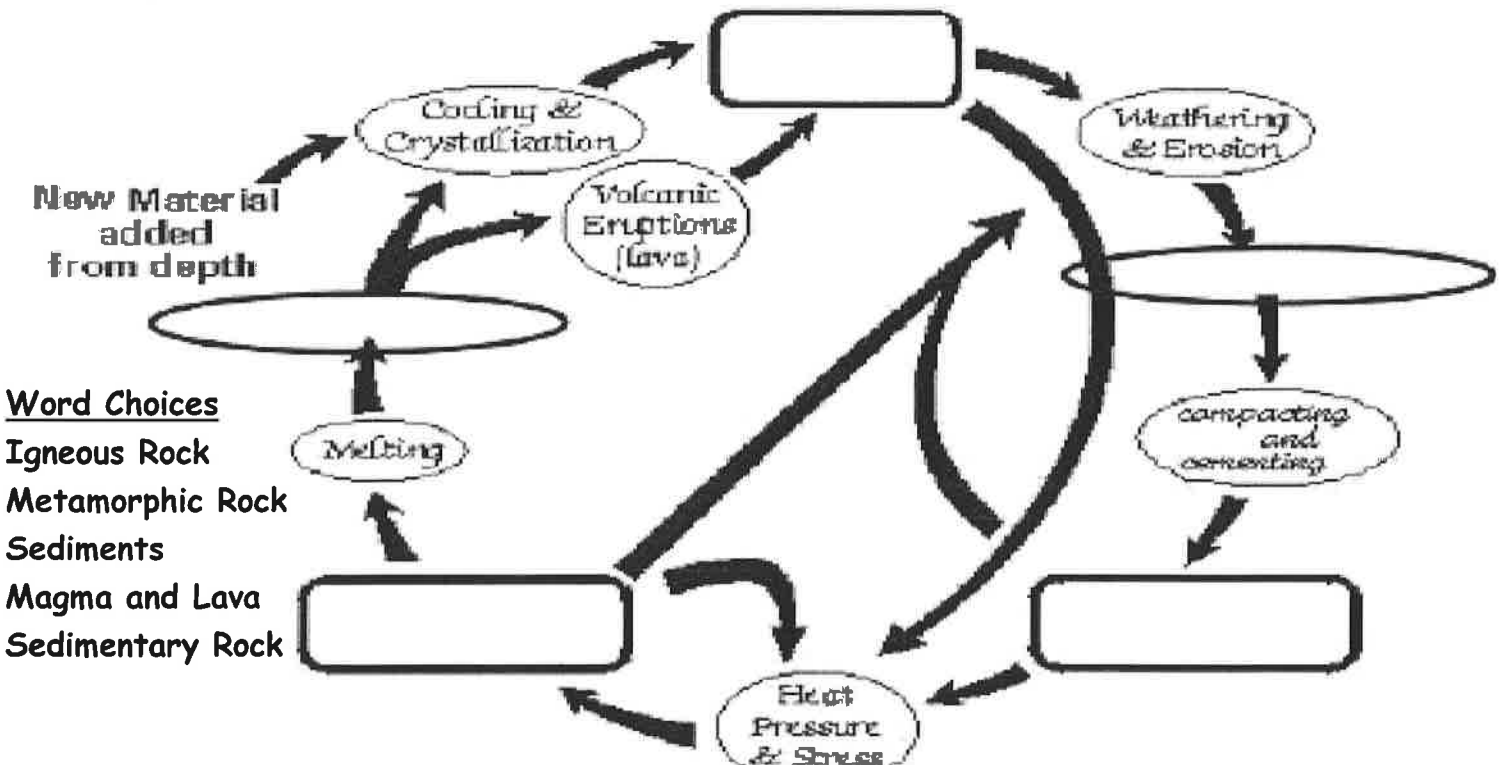 Cooling &
Crystallization
Weathering
& Erosion
New Material
added
from depth
Volcanic
Eruptions
(lava)
Word Choices
Igneous Rock
Metamorphic Rock
Sediments
Magma and Lava
Sedimentary Rock
Melting
compacting
and
cementing
Heat
Pressure
& Stress